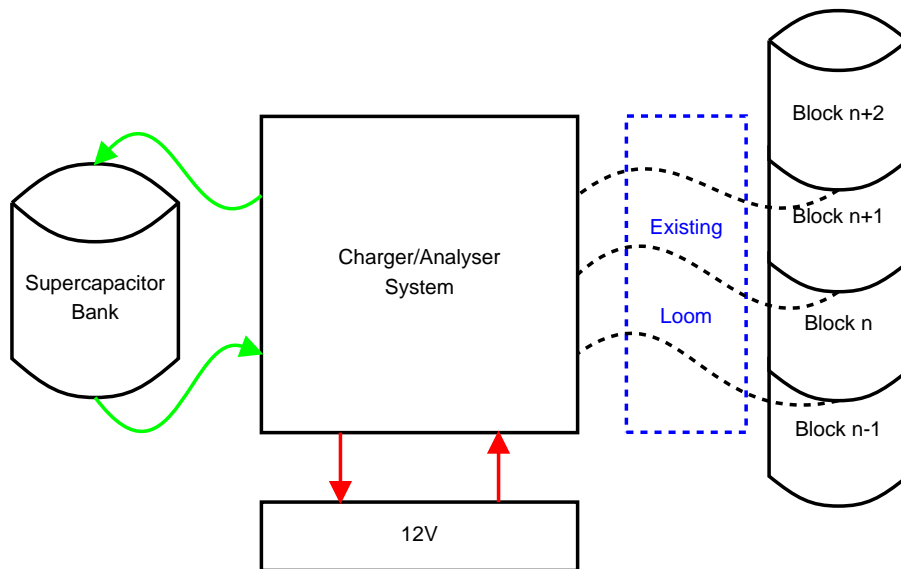 Supercapacitor
Bank
Charger/Analyser
System
12V
Existing
Loom
Block n+2
Block n+1
Block n
Block n-1